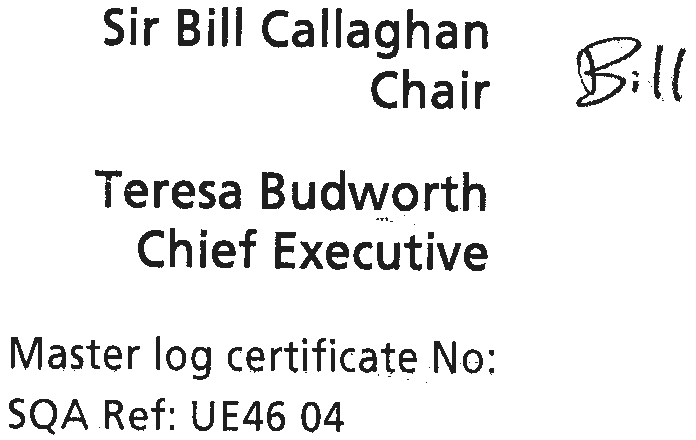 Sir Bill Callaghan
Chair
Bill
Teresa Budworth
Chief Executive
Master log certificate No:
SQA Ref: UE46 04